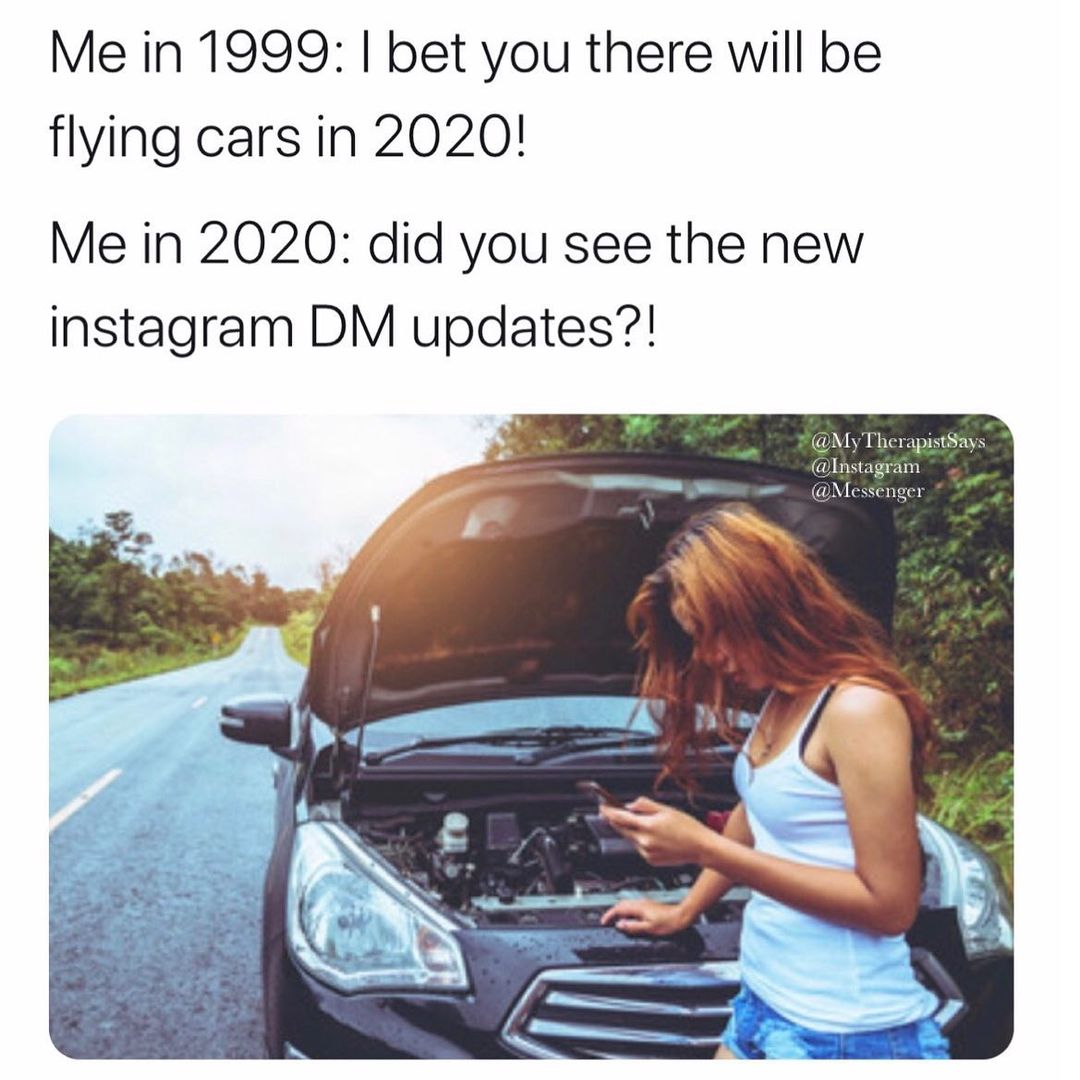 Me in 1999: I bet you there will be
flying cars in 2020!
Me in 2020: did you see the new
instagram DM updates?!
@MyTherapistSays
@Instagram
@Messenger